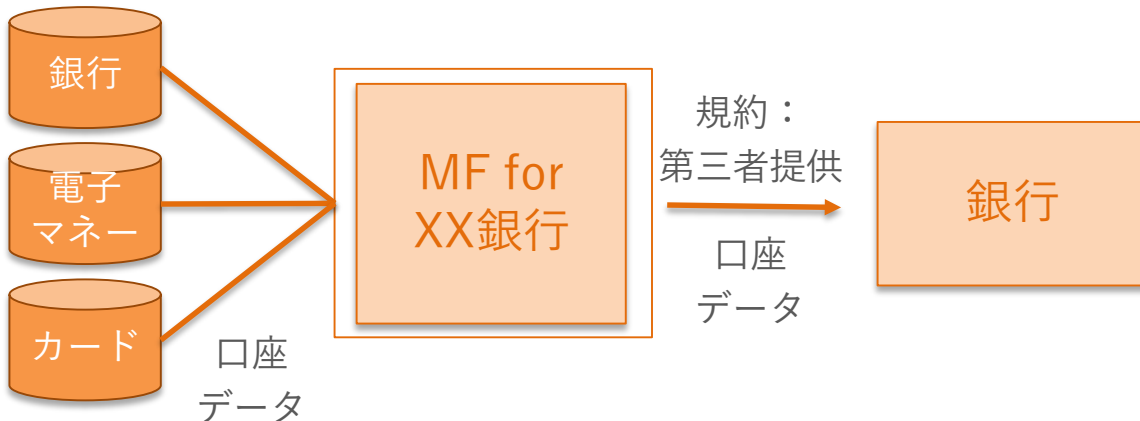 銀行
電子
マネー
カード
口座
データ
MF for
XX銀行
規約：
第三者提供
口座
データ
銀行